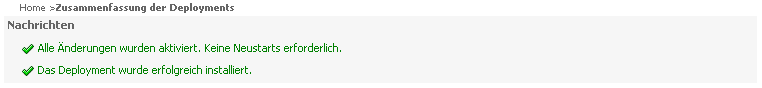 Home >Zusammenfassung der Deployments
Nachrichten
Alle Änderungen wurden aktiviert. Keine Neustarts erforderlich.
Das Deployment wurde erfolgreich installiert.